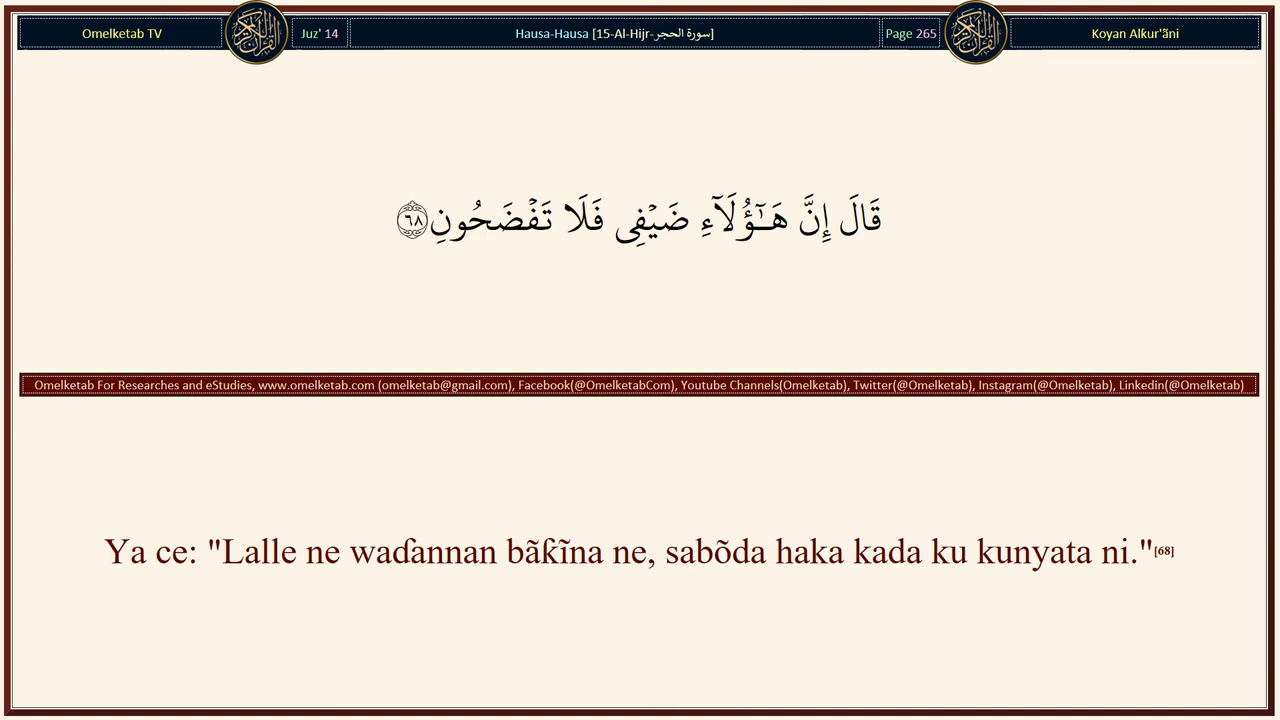 Omelketab TV
Juz' 14
Hausa-Hausa [15-Al-Hijr-سورة الحجر]
Page 265
Koyan Alƙur'ãni
قَالَ إِنَّ هَـٰٓؤُلَآءِ ضَيۡفِى فَلَا تَفۡضَحُونِ ٦٨
Omelketab For Researches and eStudies, www.omelketab.com (omelketab@gmail.com), Facebook(@OmelketabCom), Youtube Channels(Omelketab), Twitter(@Omelketab), Instagram(@Omelketab), Linkedin(@Omelketab)
Ya ce: "Lalle ne waɗannan bãƙĩna ne, sabõda haka kada ku kunyata ni."[68]